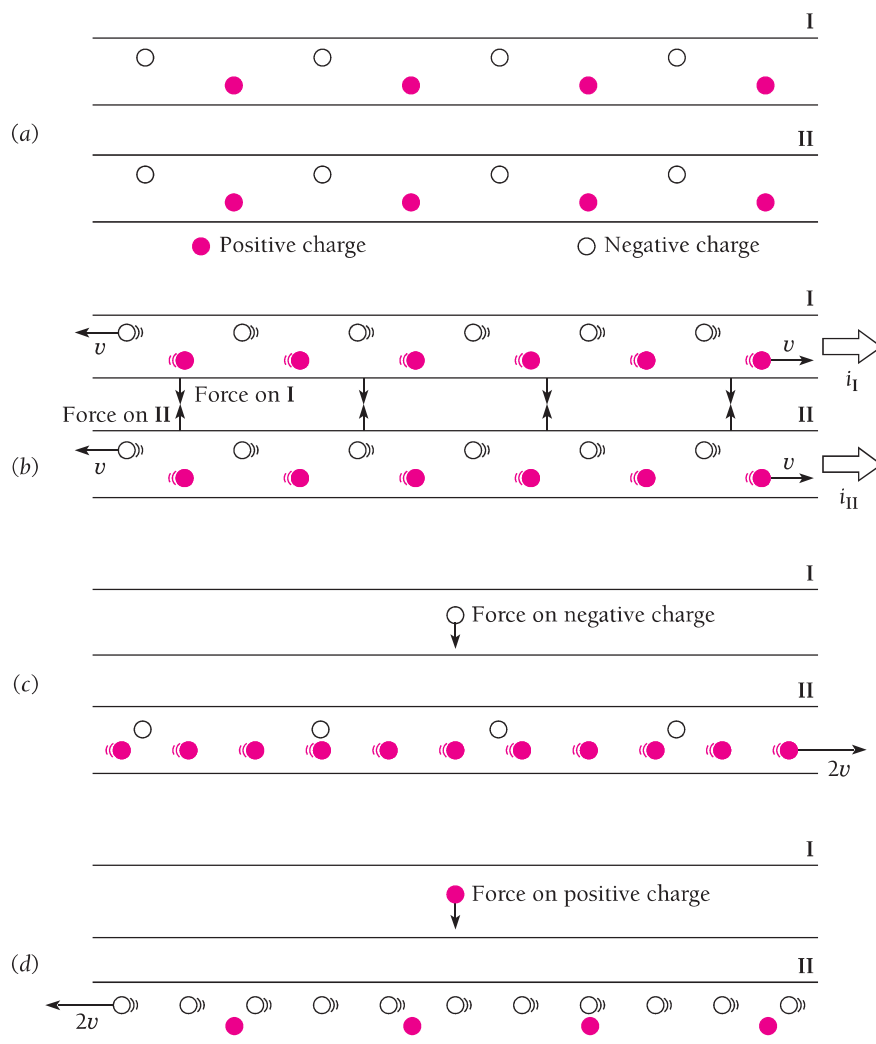 I
(a)
II
Positive charge Negative charge
I
v v
i_I
Force on I
Force on II II
(b) v v
i_II
I
Force on negative charge
(c) II
2v
I
Force on positive charge
(d) II
2v